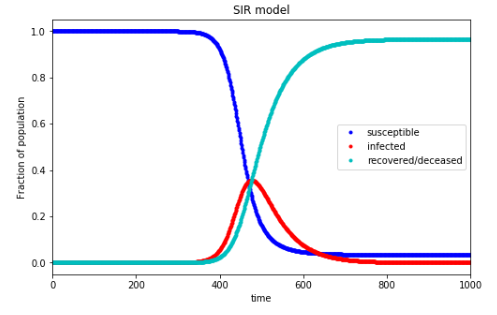 SIR model
1.0
0.8
0.6
0.4
0.2
0.0
Fraction of population
susceptible
infected
recovered/deceased
0 200 400 600 800 1000
time